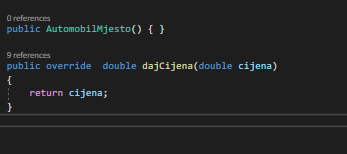 0 references
public AutomobilMjesto() { }
9 references
public override  double dajCijena(double cijena)
{
return cijena;
}